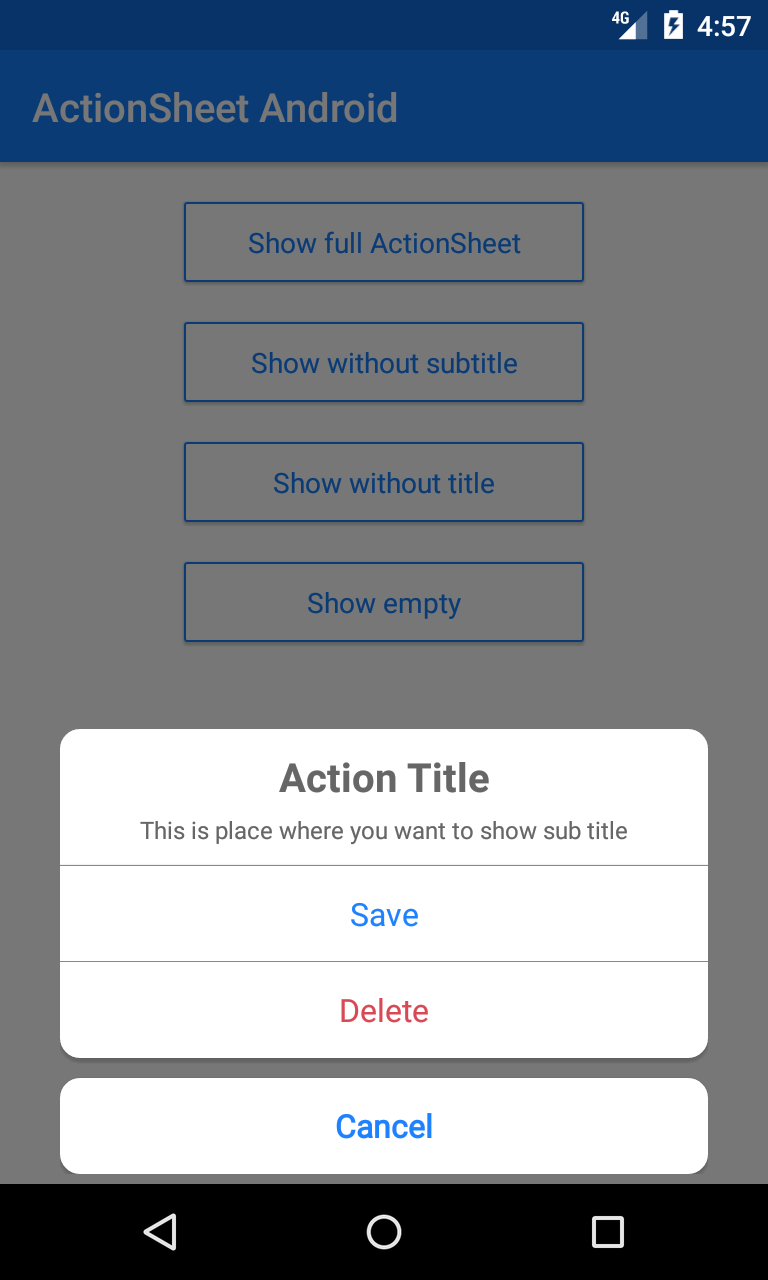 4G 4:57
ActionSheet Android
Show full ActionSheet
Show without subtitle
Show without title
Show empty
Action Title
This is place where you want to show sub title
Save
Delete
Cancel